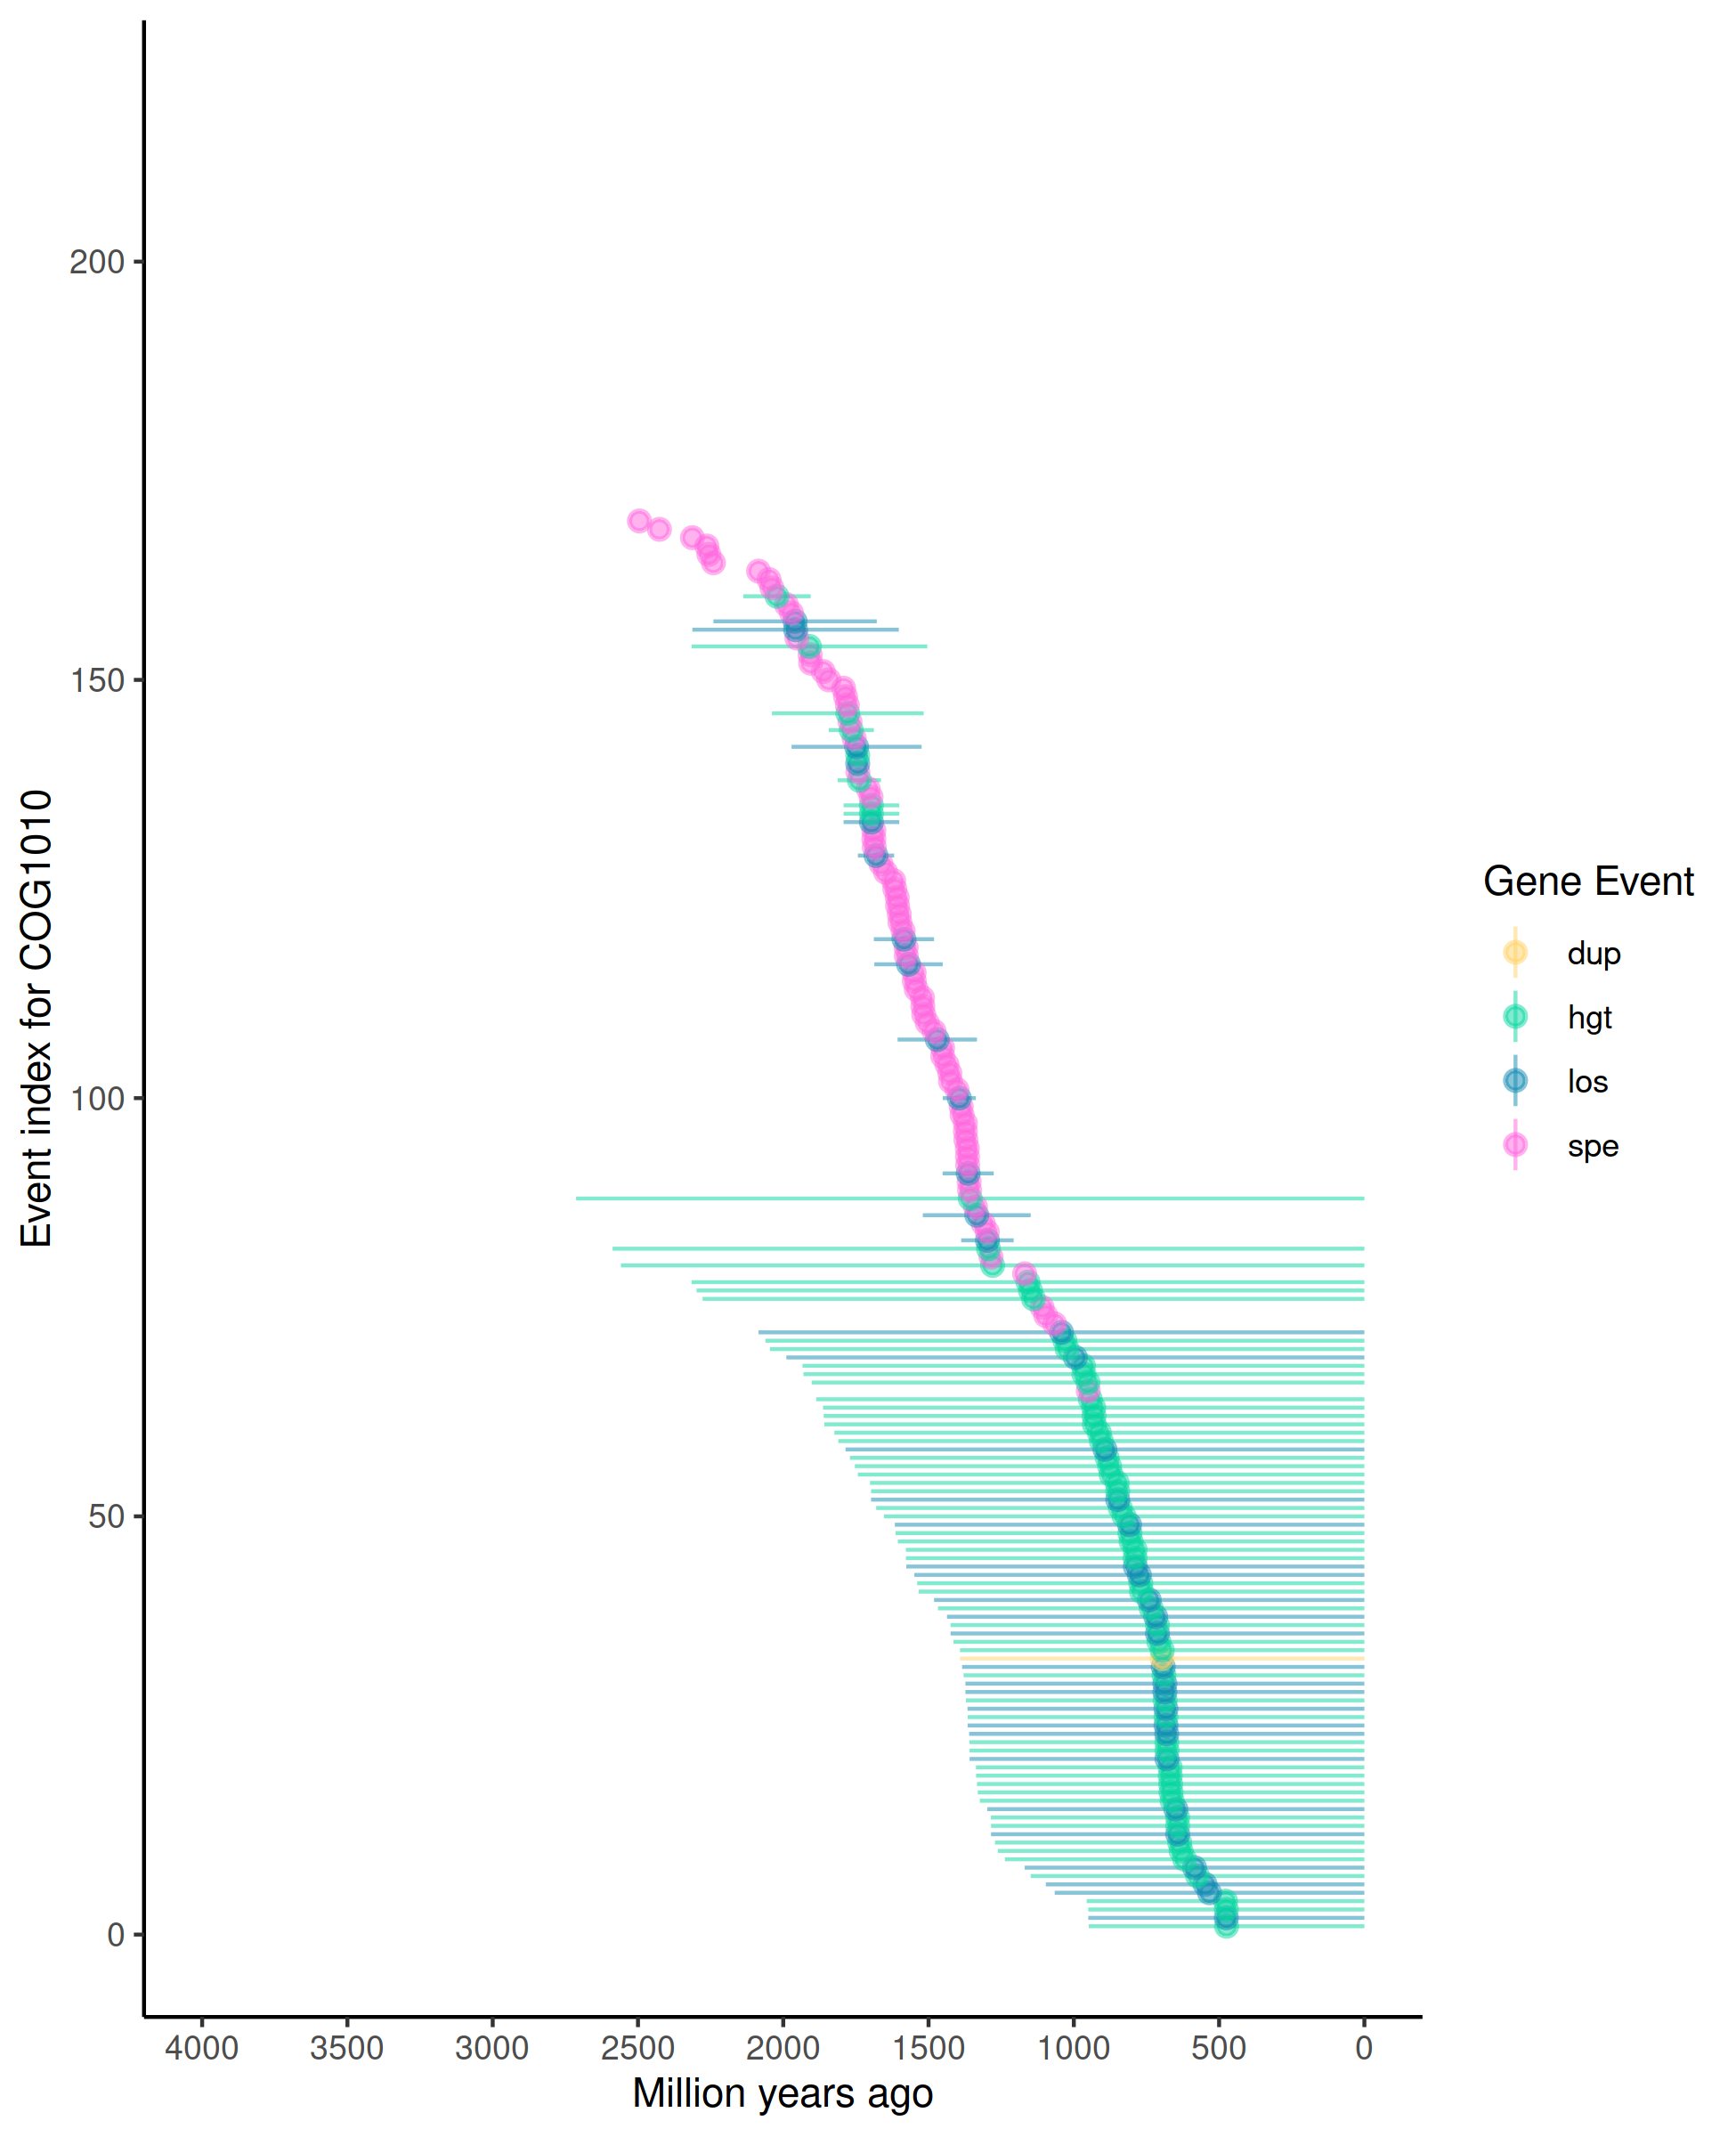 Event index for COG1010
200
150
100
50
0
4000 3500 3000 2500 2000 1500 1000 500 0
Million years ago
Gene Event
dup
hgt
los
spe